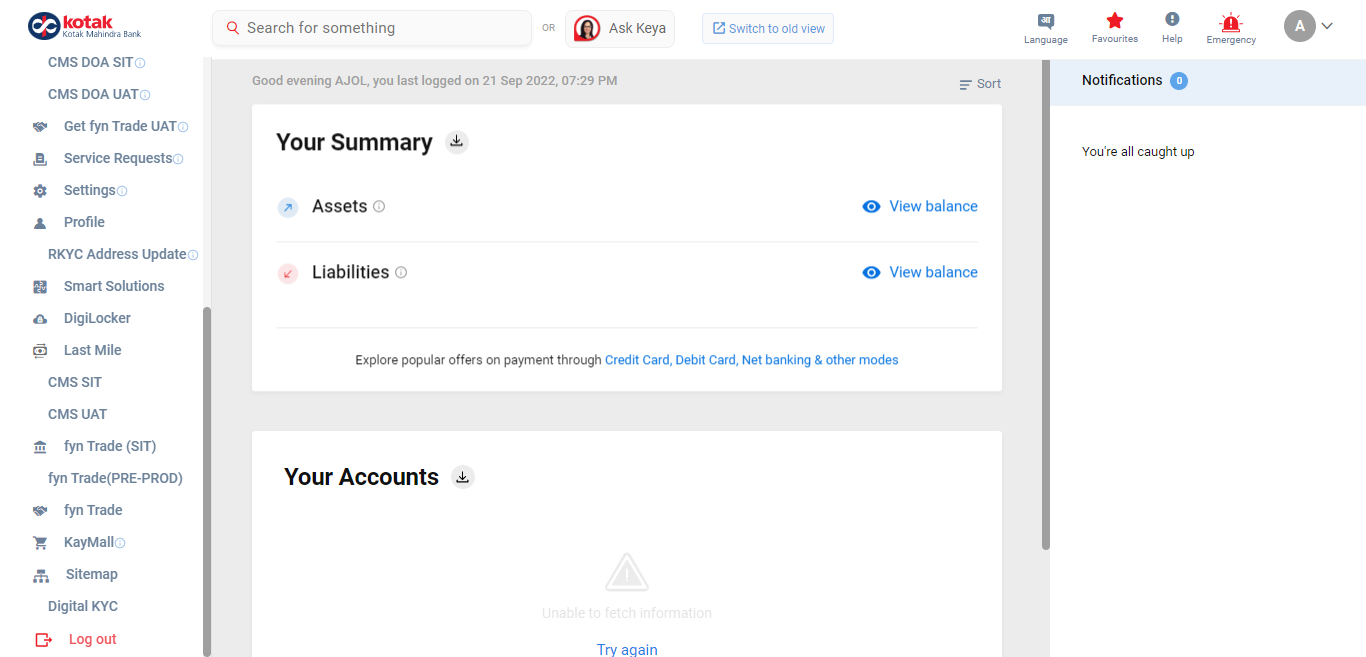 kotak
Kotak Mahindra Bank
Search for something
OR
Ask Keya
Switch to old view
अ
Language
Favourites
Help
Emergency
A
CMS DOA SIT
CMS DOA UAT
Get fyn Trade UAT
Service Requests
Settings
Profile
RKYC Address Update
Smart Solutions
DigiLocker
Last Mile
CMS SIT
CMS UAT
fyn Trade (SIT)
fyn Trade(PRE-PROD)
fyn Trade
KayMall
Sitemap
Digital KYC
Log out
Good evening AJOL, you last logged on 21 Sep 2022, 07:29 PM
Sort
Your Summary
Assets
View balance
Liabilities
View balance
Explore popular offers on payment through Credit Card, Debit Card, Net banking & other modes
Your Accounts
Unable to fetch information
Try again
Notifications 0
You're all caught up